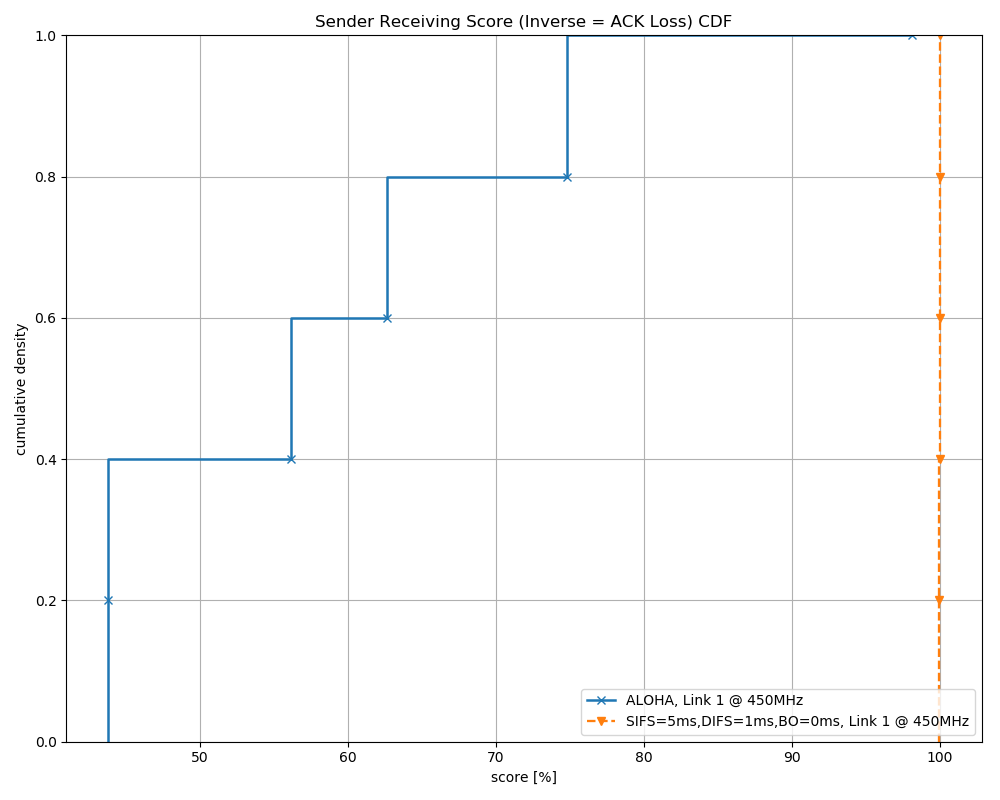 Sender Receiving Score (Inverse = ACK Loss) CDF
1.0
0.8
0.6
0.4
0.2
0.0
cumulative density
50 60 70 80 90 100
score [%]
ALOHA, Link 1 @ 450MHz
SIFS=5ms,DIFS=1ms,BO=0ms, Link 1 @ 450MHz